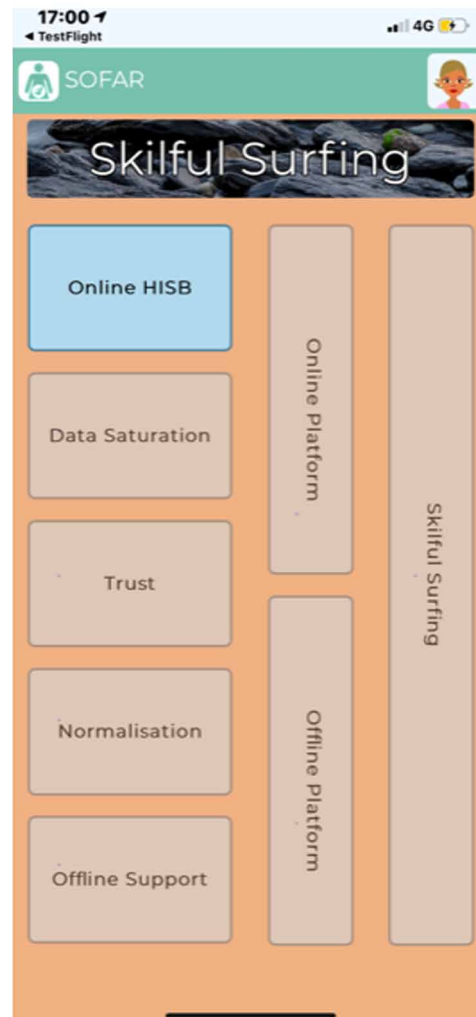 17:00
4G
◀ TestFlight
SOFAR
Skilful Surfing
Online HISB
Data Saturation
Trust
Normalisation
Offline Support
Online Platform
Offline Platform
Skilful Surfing